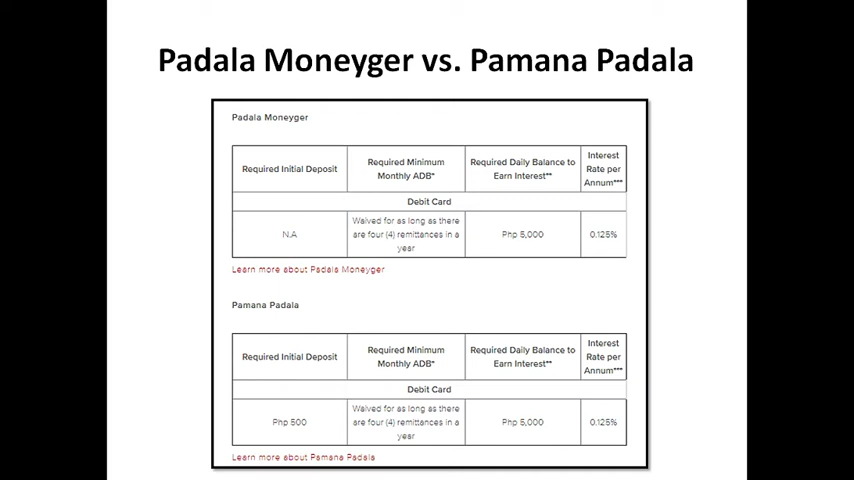 Padala Moneyger vs. Pamana Padala
Padala Moneyger
Required Initial Deposit
Required Minimum
Monthly ADB*
Required Daily Balance to
Earn Interest**
Interest
Rate per
Annum***
Debit Card
N.A
Waived for as long as there
are four (4) remittances in a
year
Php 5,000
0.125%
Learn more about Padala Moneyger
Pamana Padala
Required Initial Deposit
Required Minimum
Monthly ADB*
Required Daily Balance to
Earn Interest**
Interest
Rate per
Annum***
Debit Card
Php 500
Waived for as long as there
are four (4) remittances in a
year
Php 5,000
0.125%
Learn more about Pamana Padala